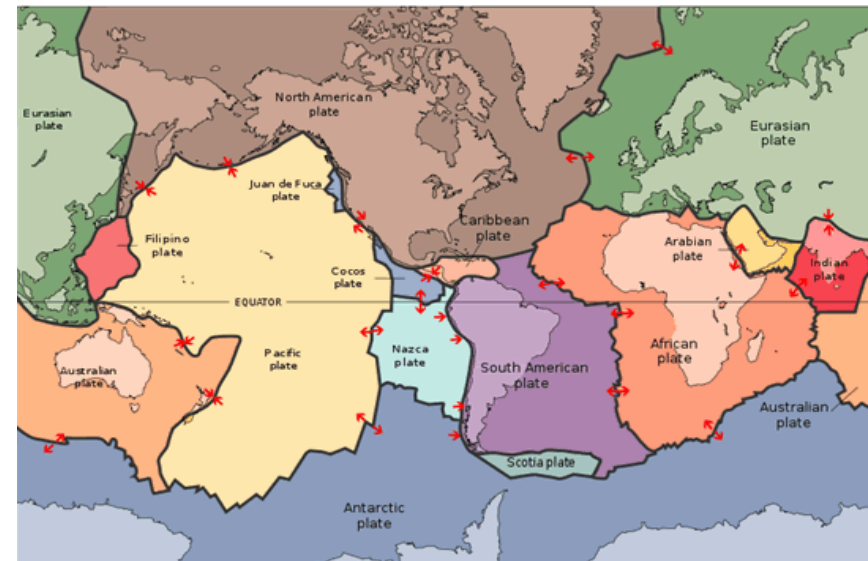 North American
plate
Eurasian
plate
Eurasian
plate
Juan de Fuca
plate
Caribbean
plate
Filipino
plate
Arabian
plate
Indian
plate
Cocos
plate
EQUATOR
Pacific
plate
Nazca
plate
South American
plate
African
plate
Australian
plate
Australian
plate
Scotia plate
Antarctic
plate